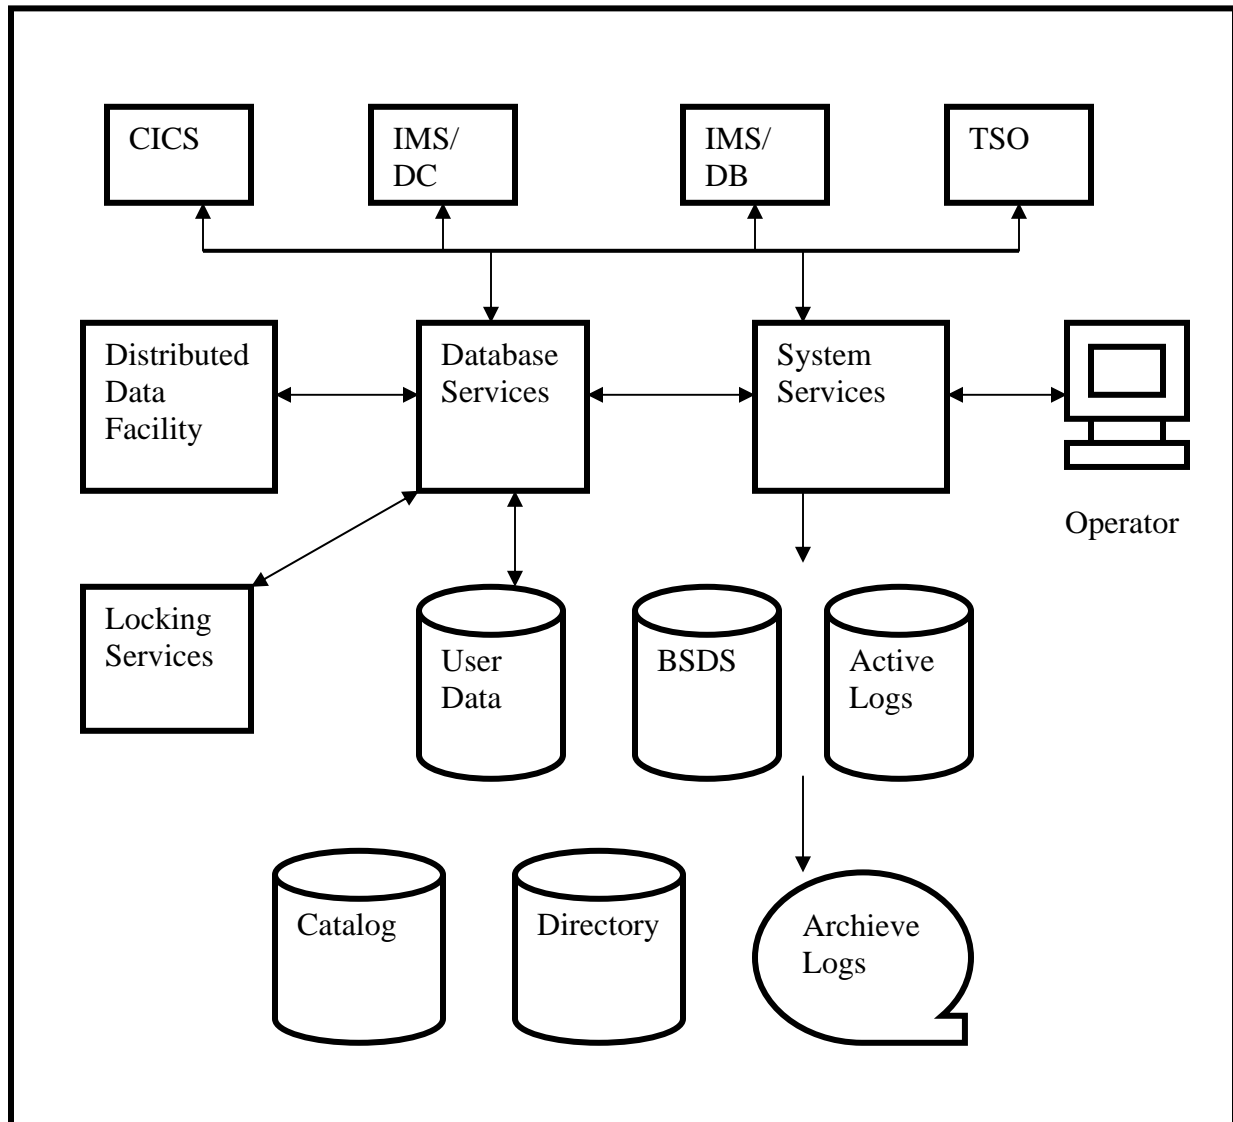 CICS
IMS/
DC
IMS/
DB
TSO
Distributed
Data
Facility
Database
Services
System
Services
Operator
Locking
Services
User
Data
BSDS
Active
Logs
Catalog
Directory
Archieve
Logs